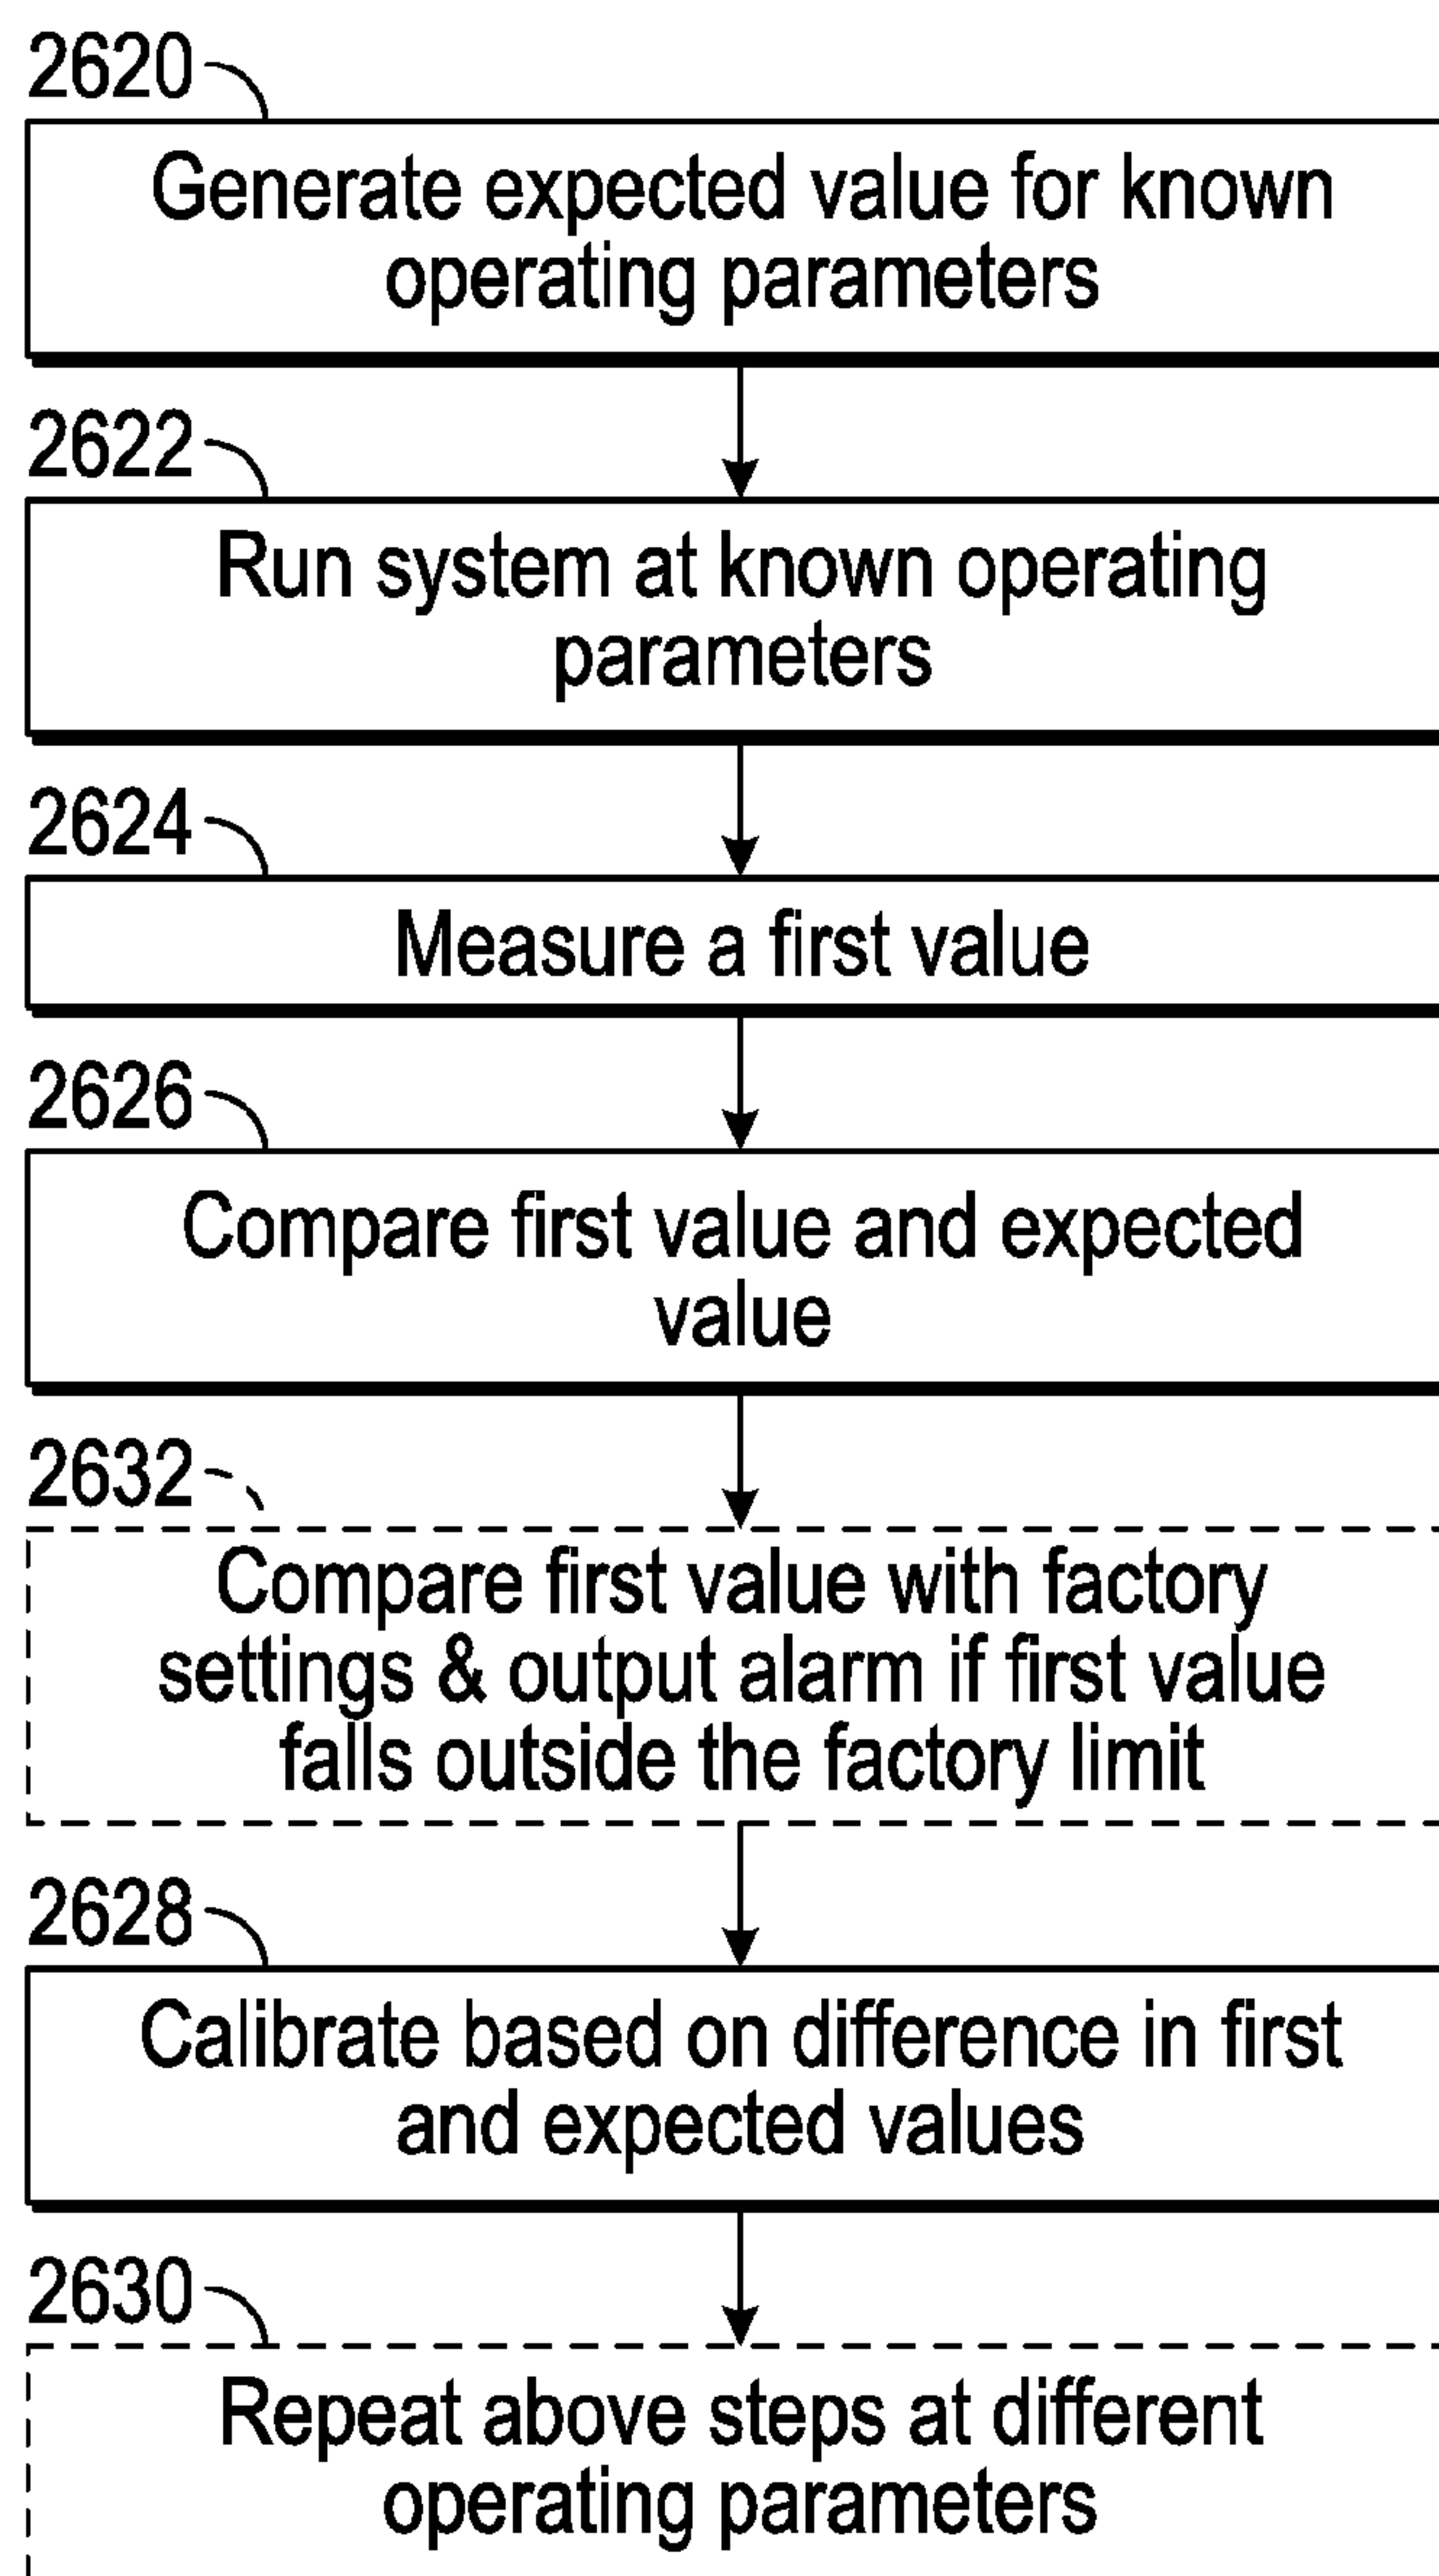 2620
Generate expected value for known
operating parameters
2622
Run system at known operating
parameters
2624
Measure a first value
2626
Compare first value and expected
value
2632
Compare first value with factory
settings & output alarm if first value
falls outside the factory limit
2628
Calibrate based on difference in first
and expected values
2630
Repeat above steps at different
operating parameters